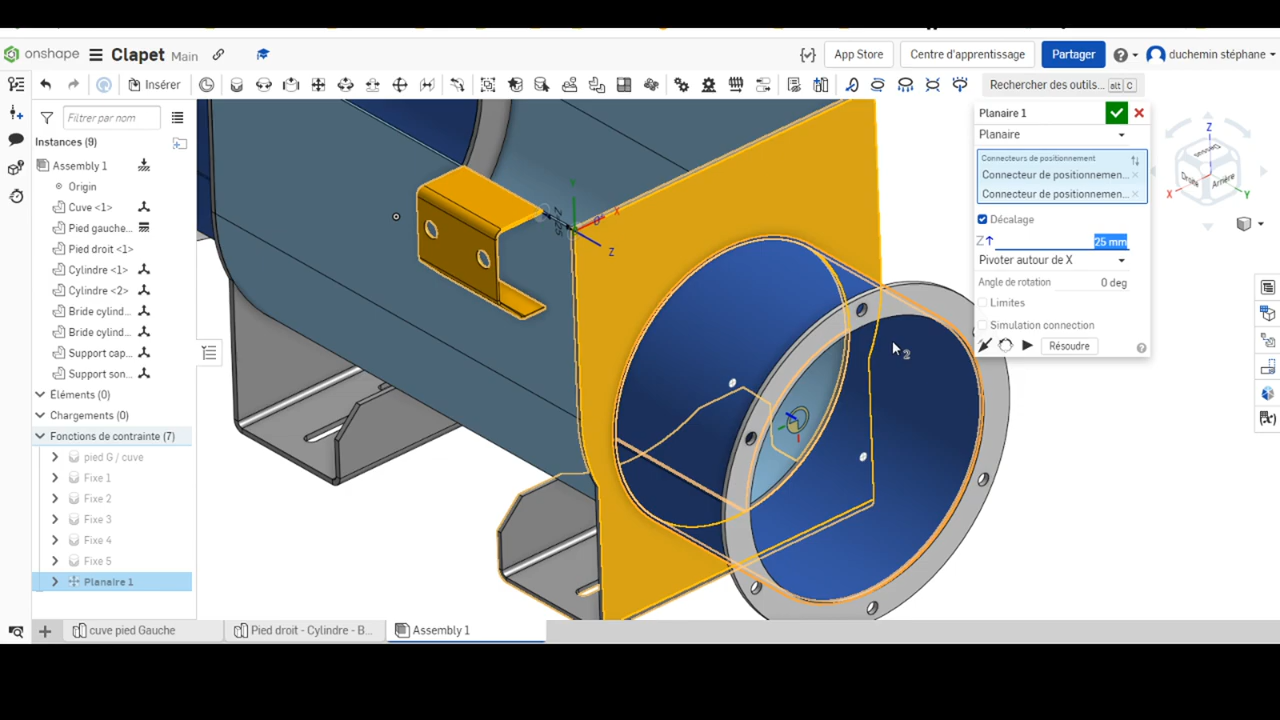 onshape
Clapet Main
App Store
Centre d'apprentissage
Partager
duchemin stéphane
Insérer
Rechercher des outils... alt C
Filtrer par nom
Instances (9)
Assembly 1
Origin
Cuve <1>
Pied gauche...
Pied droit <1>
Cylindre <1>
Cylindre <2>
Bride cylind...
Bride cylind...
Support cap...
Support son...
Éléments (0)
Chargements (0)
Fonctions de contrainte (7)
pied G / cuve
Fixe 1
Fixe 2
Fixe 3
Fixe 4
Fixe 5
Planaire 1
Y
X
Z
2
Planaire 1
Planaire
Connecteurs de positionnement
Connecteur de positionnemen...
Connecteur de positionnemen...
Décalage
Z 25 mm
Pivoter autour de X
Angle de rotation 0 deg
Limites
Simulation connection
Résoudre
Z
Dessus
Droite
Arrière
X
Y
cuve pied Gauche
Pied droit - Cylindre - B...
Assembly 1